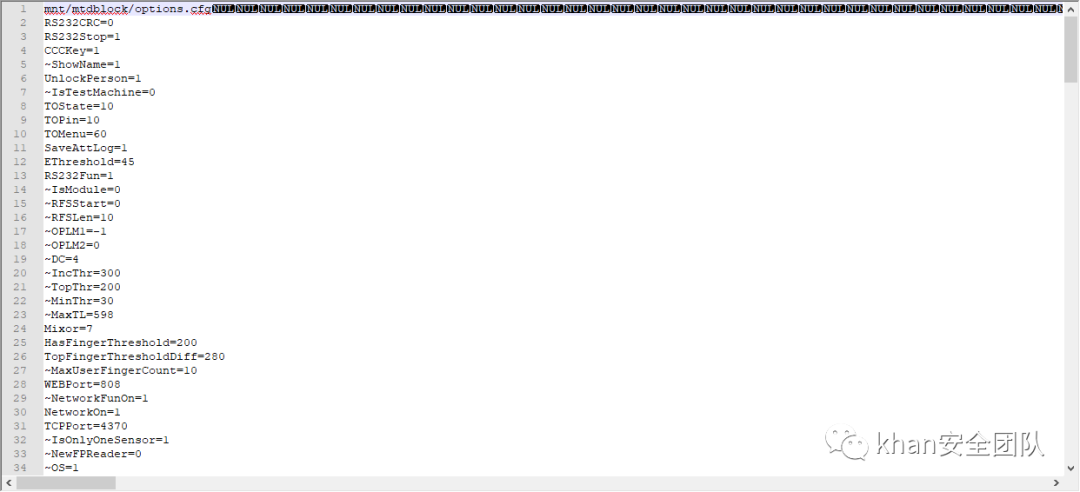 1 mnt/mtdblock/options.cfgNULNULNULNULNULNULNULNULNULNULNULNULNULNULNULNULNULNULNULNULNULNULNULNULNULNULNULNULNULNULNULNULNULNULNULNUL
2 RS232CRC=0
3 RS232Stop=1
4 CCCKey=1
5 ~ShowName=1
6 UnlockPerson=1
7 ~IsTestMachine=0
8 TOState=10
9 TOPin=10
10 TOMenu=60
11 SaveAttLog=1
12 EThreshold=45
13 RS232Fun=1
14 ~IsModule=0
15 ~RFSStart=0
16 ~RFSLen=10
17 ~OPLM1=-1
18 ~OPLM2=0
19 ~DC=4
20 ~IncThr=300
21 ~TopThr=200
22 ~MinThr=30
23 ~MaxTL=598
24 Mixor=7
25 HasFingerThreshold=200
26 TopFingerThresholdDiff=280
27 ~MaxUserFingerCount=10
28 WEBPort=808
29 ~NetworkFunOn=1
30 NetworkOn=1
31 TCPPort=4370
32 ~IsOnlyOneSensor=1
33 ~NewFPReader=0
34 ~OS=1
khan安全团队